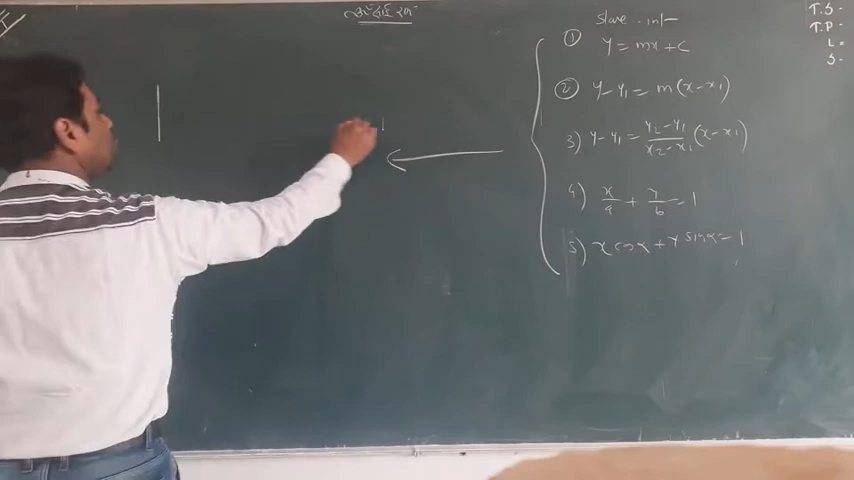 ① slove - int
y = mx + c
② y - y₁ = m(x - x₁)
3) y - y₁ = y₂ - y₁ / x₂ - x₁ (x - x₁)
4) x/a + y/b = 1
5) x cos α + y sin α = 1
T.S -
T.P -
L =
S -